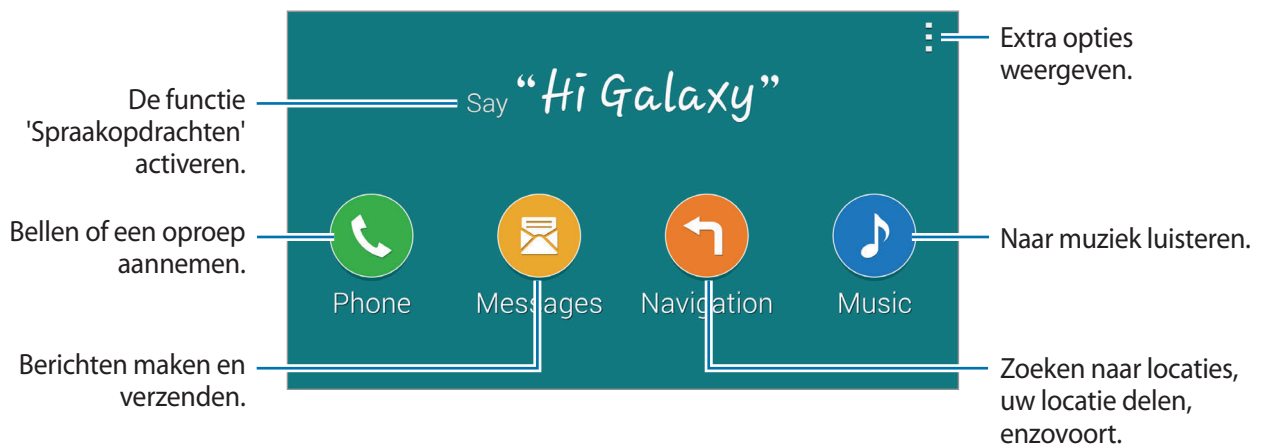 Extra opties
weergeven.
Say “Hi Galaxy”
De functie
'Spraakopdrachten'
activeren.
Bellen of een oproep
aannemen.
Naar muziek luisteren.
Phone
Messages
Navigation
Music
Berichten maken en
verzenden.
Zoeken naar locaties,
uw locatie delen,
enzovoort.